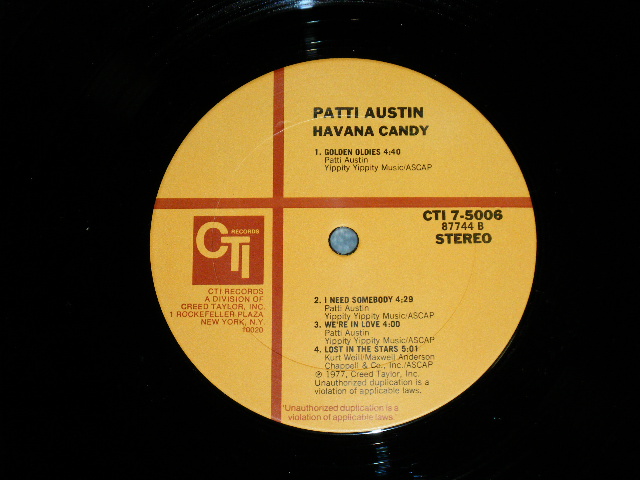 PATTI AUSTIN
HAVANA CANDY
1. GOLDEN OLDIES 4:40
Patti Austin
Yippity Yippity Music/ASCAP
CTI 7-5006
87744 B
STEREO
CTI RECORDS
CTI RECORDS
A DIVISION OF
CREED TAYLOR, INC.
1 ROCKEFELLER PLAZA
NEW YORK, N.Y.
10020
2. I NEED SOMEBODY 4:29
Patti Austin
Yippity Yippity Music/ASCAP
3. WE'RE IN LOVE 4:00
Patti Austin
Yippity Yippity Music/ASCAP
4. LOST IN THE STARS 5:01
Kurt Weill/Maxwell Anderson
Chappell & Co., Inc./ASCAP
℗ 1977, Creed Taylor, Inc.
Unauthorized duplication is a
violation of applicable laws.
"Unauthorized duplication is a
violation of applicable laws."